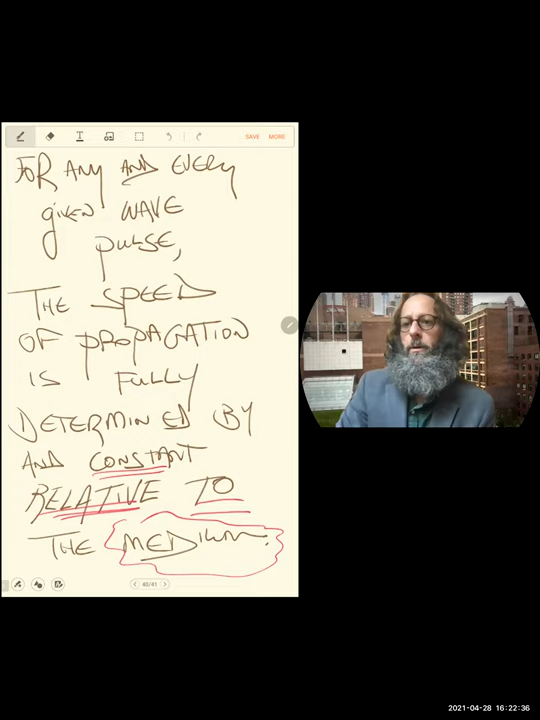 T
SAVE MORE
FOR ANY AND EVERY
given WAVE
pulse,
THE SPEED
OF PROPAGATION
IS FULLY
DETERMINED BY
AND CONSTANT
RELATIVE TO
THE MEDIUM.
40/41
2021-04-28 16:22:36